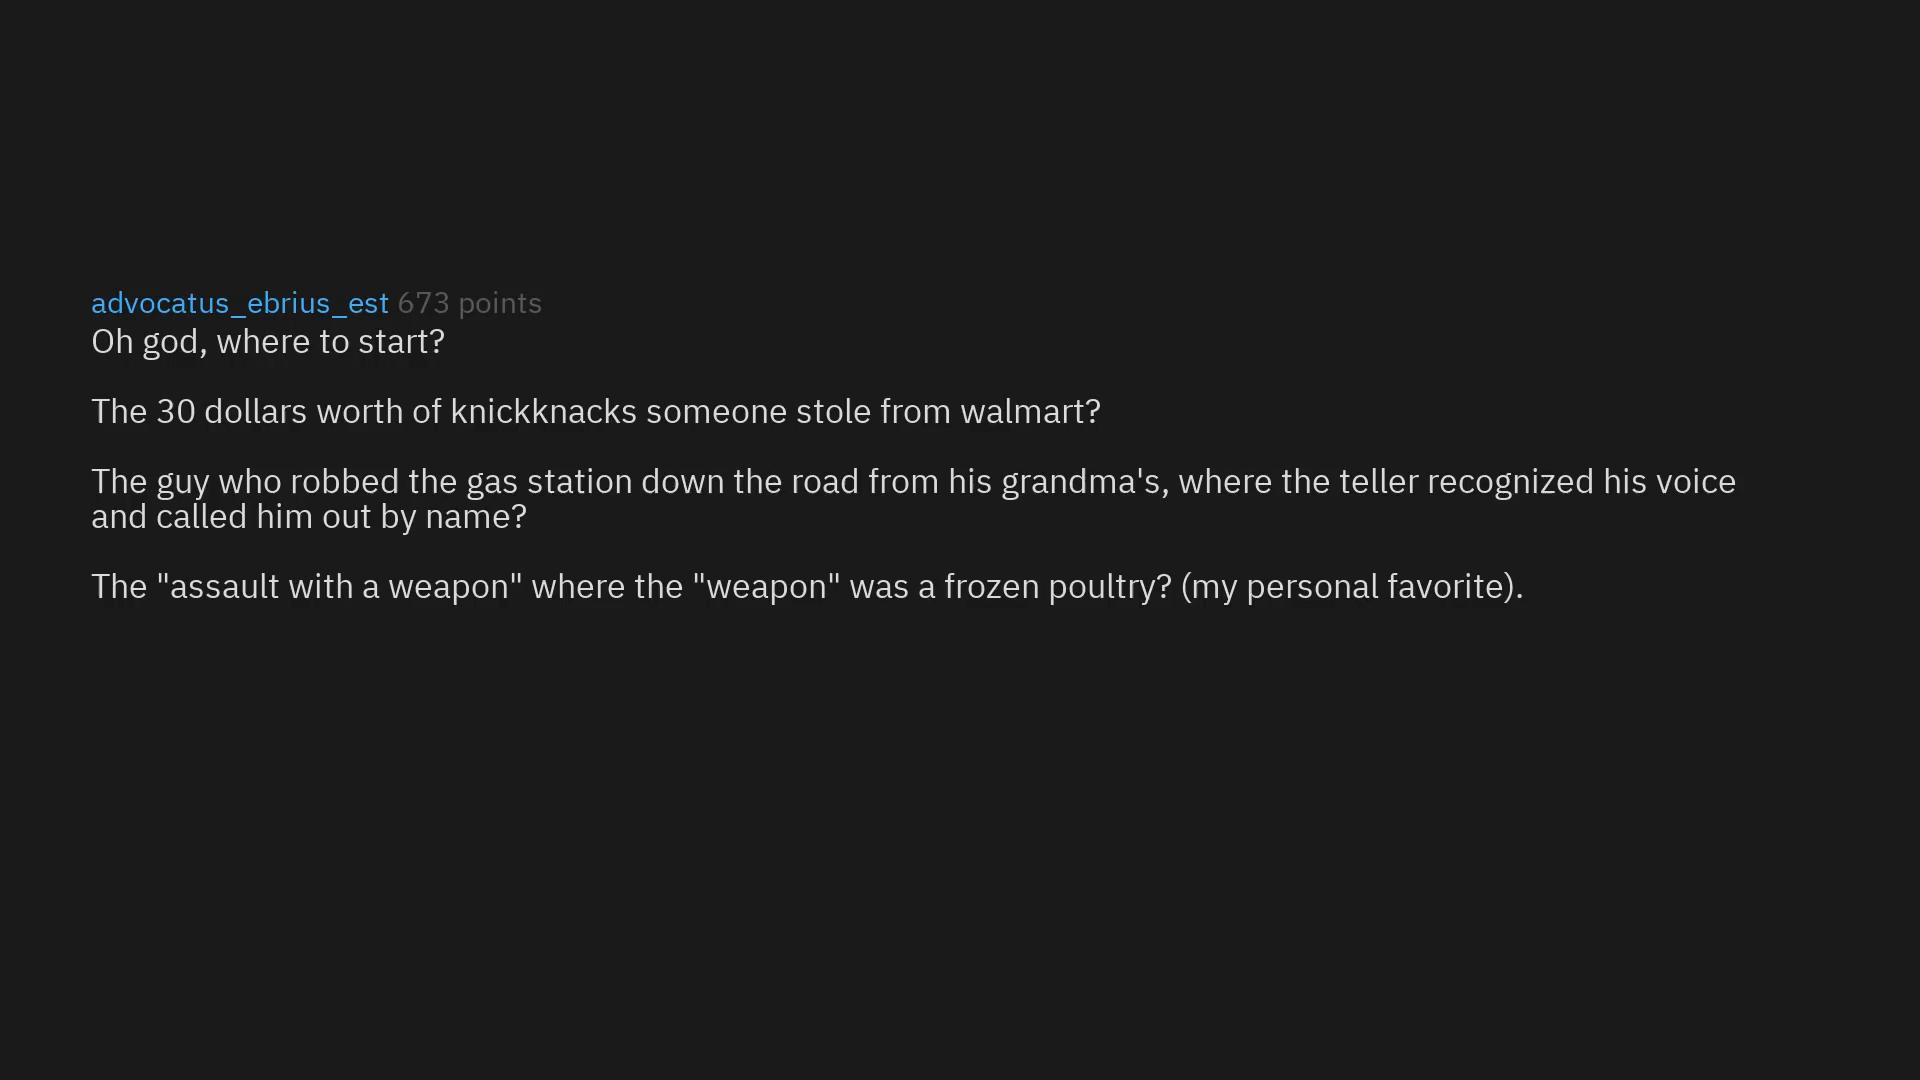 advocatus_ebrius_est 673 points
Oh god, where to start?
The 30 dollars worth of knickknacks someone stole from walmart?
The guy who robbed the gas station down the road from his grandma's, where the teller recognized his voice
and called him out by name?
The "assault with a weapon" where the "weapon" was a frozen poultry? (my personal favorite).